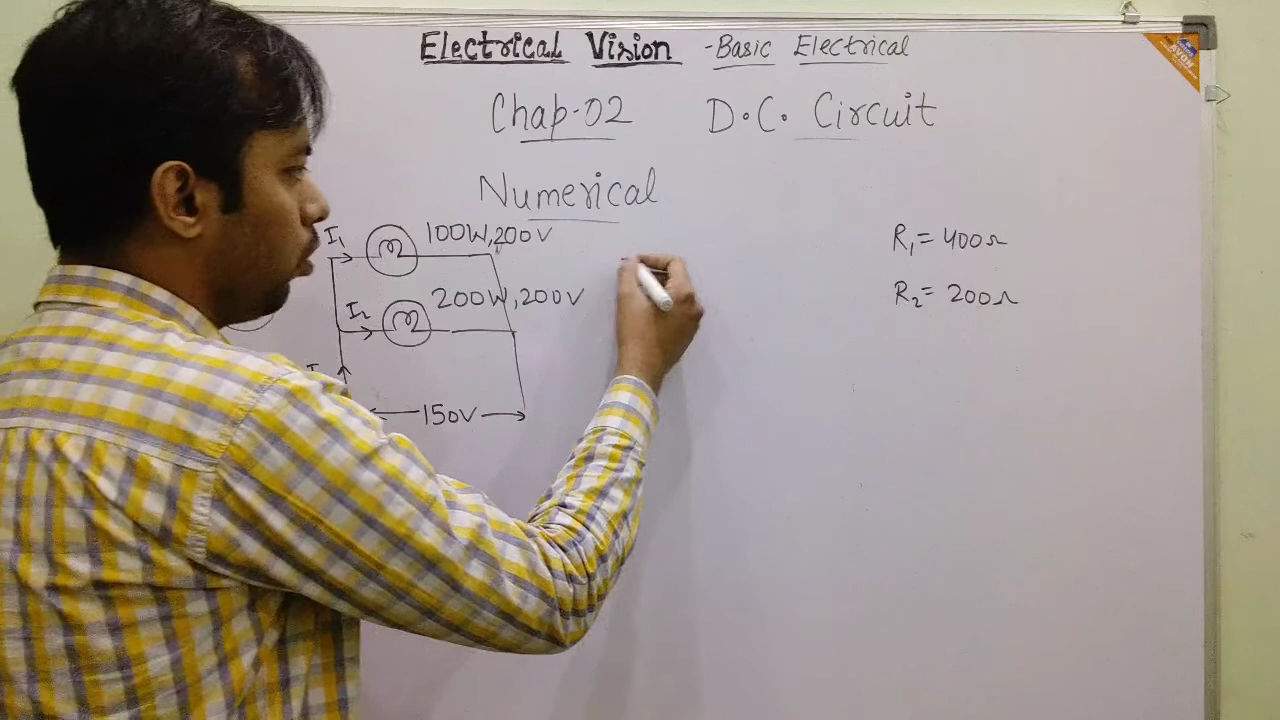 Electrical Vision - Basic Electrical
Chap-02 D.C. Circuit
Numerical
I₁ 100W, 200V
I₂ 200W, 200V
I
150V
R₁ = 400Ω
R₂ = 200Ω
AVON